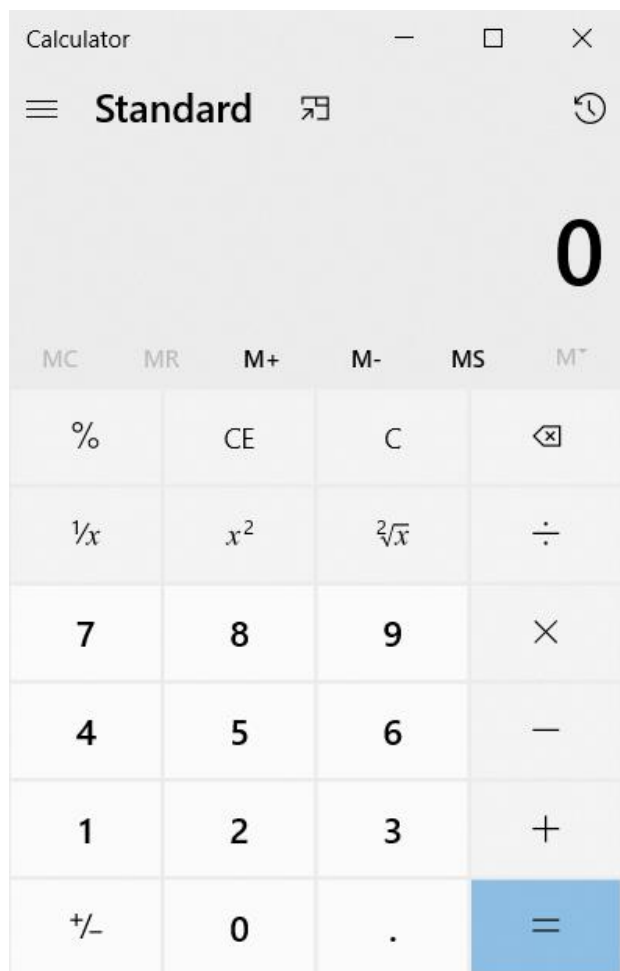 Calculator
Standard
0
MC MR M+ M- MS M
% CE C
¹/x x² ²√x ÷
7 8 9 ×
4 5 6 −
1 2 3 +
+/− 0 . =